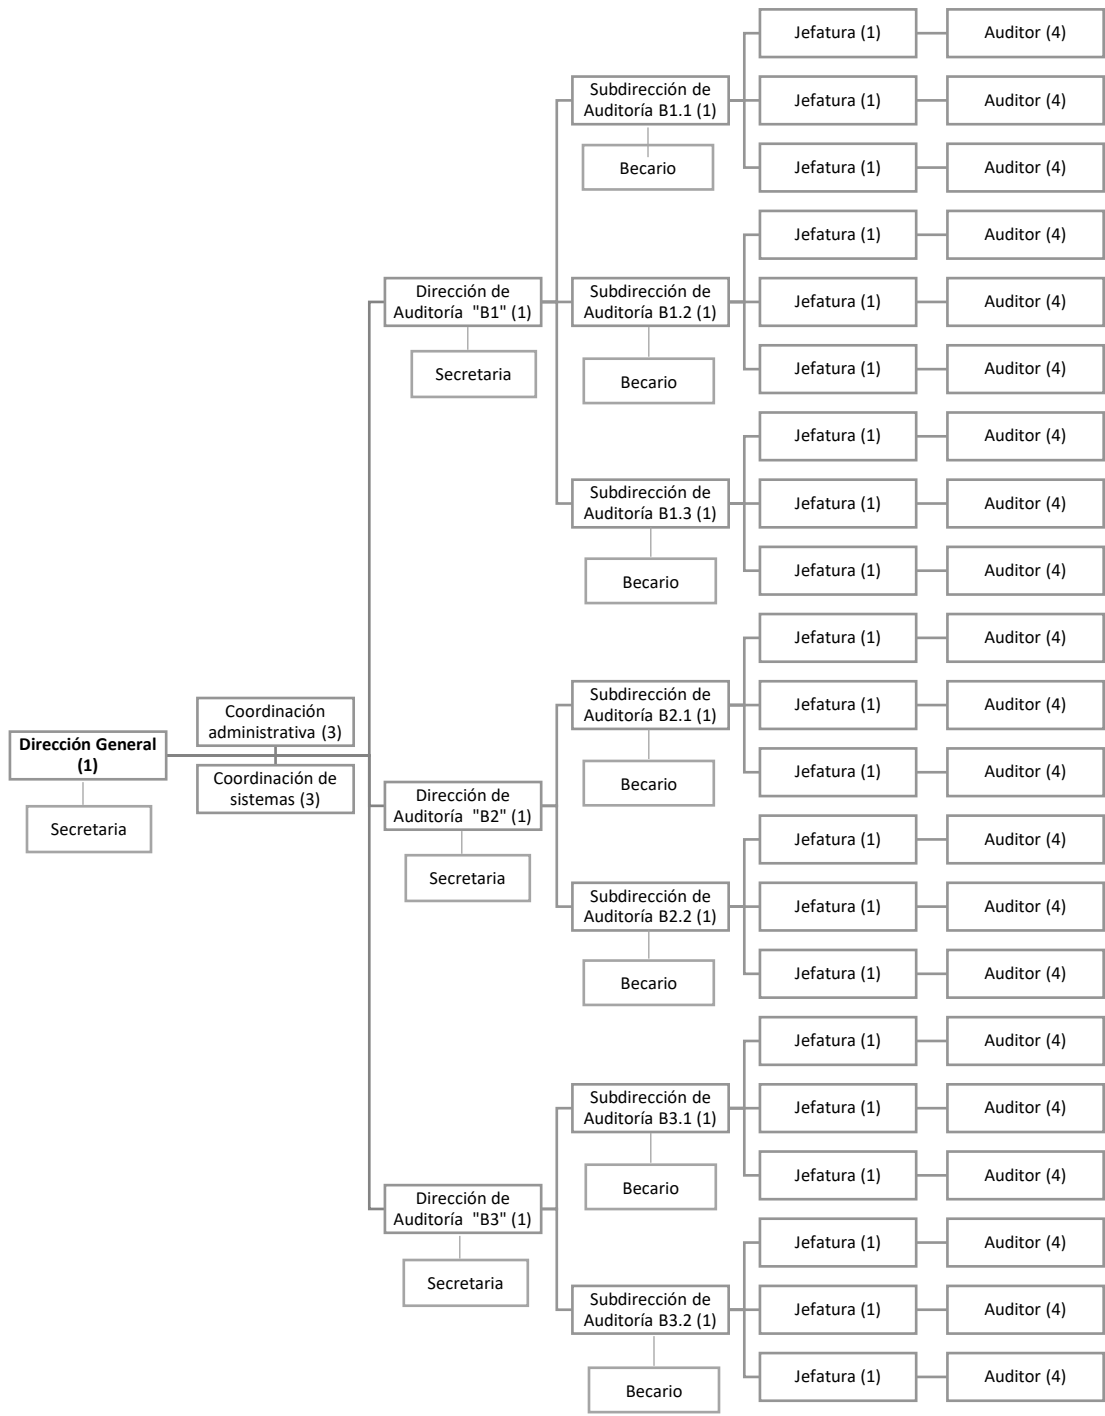 Dirección General
(1)
Secretaria
Coordinación
administrativa (3)
Coordinación de
sistemas (3)
Dirección de
Auditoría "B1" (1)
Secretaria
Subdirección de
Auditoría B1.1 (1)
Becario
Jefatura (1)
Auditor (4)
Jefatura (1)
Auditor (4)
Jefatura (1)
Auditor (4)
Subdirección de
Auditoría B1.2 (1)
Becario
Jefatura (1)
Auditor (4)
Jefatura (1)
Auditor (4)
Jefatura (1)
Auditor (4)
Subdirección de
Auditoría B1.3 (1)
Becario
Jefatura (1)
Auditor (4)
Jefatura (1)
Auditor (4)
Jefatura (1)
Auditor (4)
Dirección de
Auditoría "B2" (1)
Secretaria
Subdirección de
Auditoría B2.1 (1)
Becario
Jefatura (1)
Auditor (4)
Jefatura (1)
Auditor (4)
Jefatura (1)
Auditor (4)
Subdirección de
Auditoría B2.2 (1)
Becario
Jefatura (1)
Auditor (4)
Jefatura (1)
Auditor (4)
Jefatura (1)
Auditor (4)
Dirección de
Auditoría "B3" (1)
Secretaria
Subdirección de
Auditoría B3.1 (1)
Becario
Jefatura (1)
Auditor (4)
Jefatura (1)
Auditor (4)
Jefatura (1)
Auditor (4)
Subdirección de
Auditoría B3.2 (1)
Becario
Jefatura (1)
Auditor (4)
Jefatura (1)
Auditor (4)
Jefatura (1)
Auditor (4)